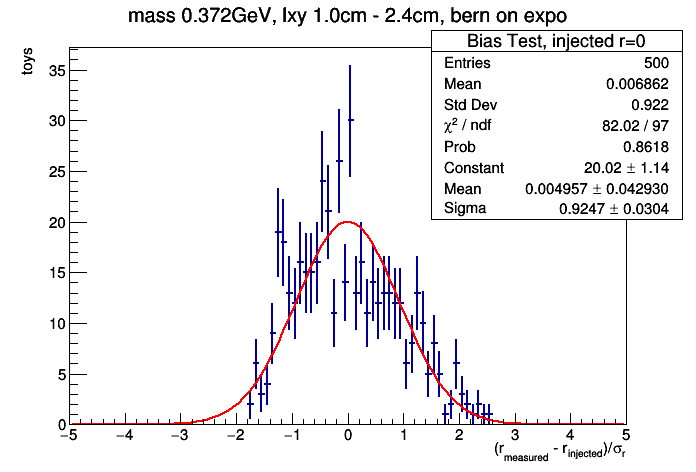 mass 0.372GeV, lxy 1.0cm - 2.4cm, bern on expo
toys
Bias Test, injected r=0
Entries 500
Mean 0.006862
Std Dev 0.922
χ² / ndf 82.02 / 97
Prob 0.8618
Constant 20.02 ± 1.14
Mean 0.004957 ± 0.042930
Sigma 0.9247 ± 0.0304
35
30
25
20
15
10
5
0
−5 −4 −3 −2 −1 0 1 2 3 4 5
(r_measured - r_injected)/σ_r